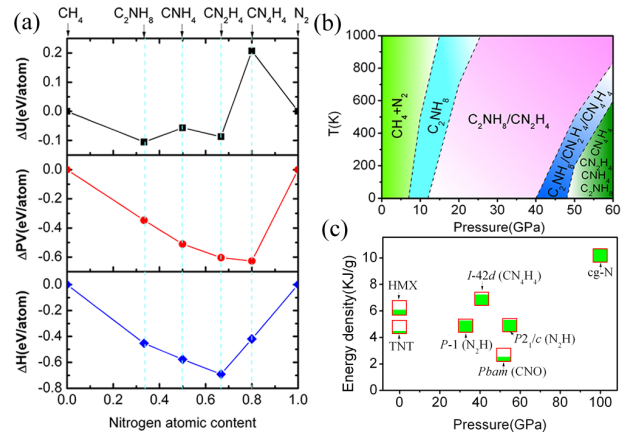 (a)
CH₄
C₂NH₈
CNH₄
CN₂H₄
CN₄H₄
N₂
ΔU(eV/atom)
0.2
0.1
0.0
-0.1
ΔPV(eV/atom)
0.0
-0.2
-0.4
-0.6
ΔH(eV/atom)
0.0
-0.2
-0.4
-0.6
-0.8
0.0 0.2 0.4 0.6 0.8 1.0
Nitrogen atomic content
(b)
T(K)
1000
800
600
400
200
0
CH₄+N₂
C₂NH₈
C₂NH₈/CN₂H₄
C₂NH₈/CN₂H₄/CN₄H₄
CN₄H₄
CN₂H₄
CNH₄
C₂NH₈
0 10 20 30 40 50 60
Pressure(GPa)
(c)
Energy density(KJ/g)
12
10
8
6
4
2
0
HMX
TNT
I-42d (CN₄H₄)
P-1 (N₂H)
P2₁/c (N₂H)
Pbam (CNO)
cg-N
0 20 40 60 80 100
Pressure(GPa)